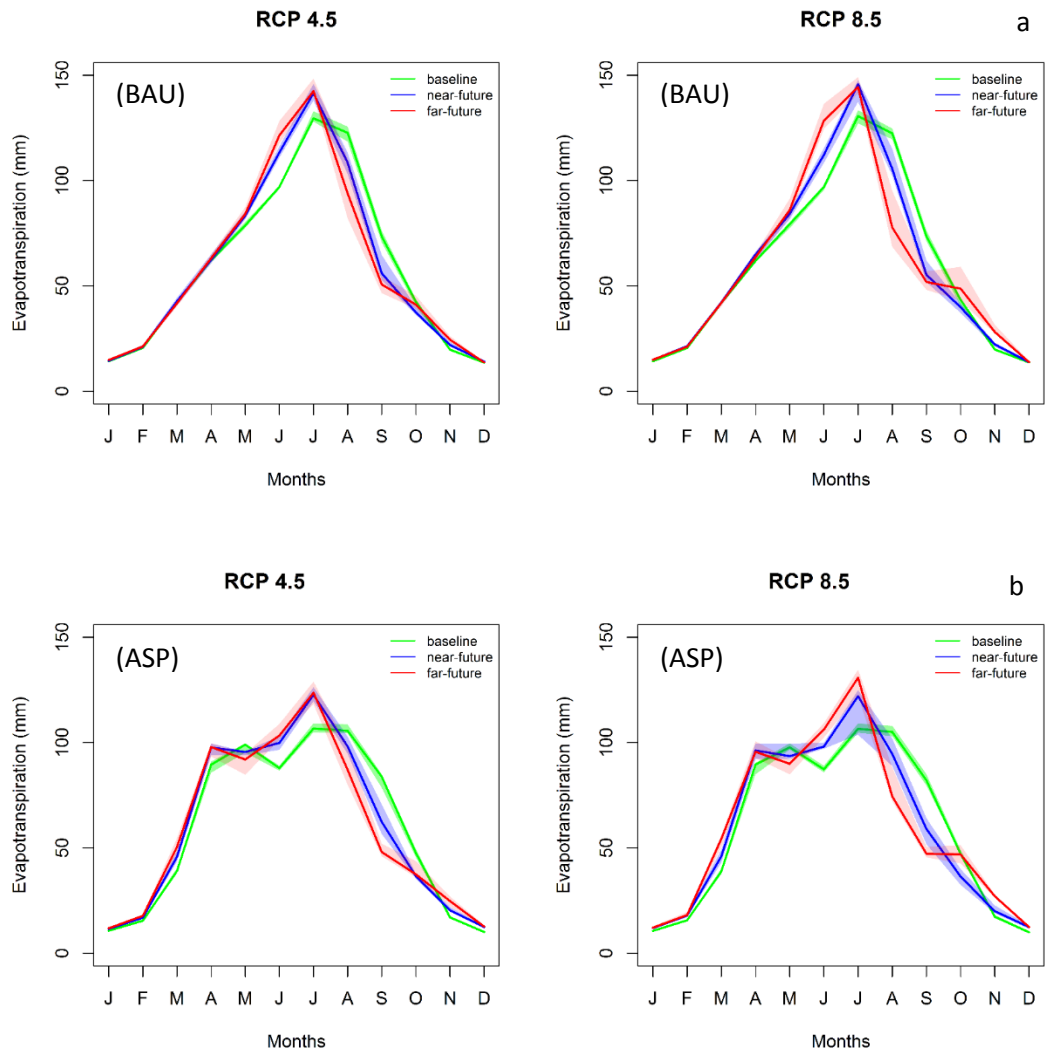 RCP 4.5
RCP 8.5
a
(BAU)
baseline
near-future
far-future
Evapotranspiration (mm)
150
100
50
0
J F M A M J J A S O N D
Months
(BAU)
baseline
near-future
far-future
Evapotranspiration (mm)
150
100
50
0
J F M A M J J A S O N D
Months
RCP 4.5
RCP 8.5
b
(ASP)
baseline
near-future
far-future
Evapotranspiration (mm)
150
100
50
0
J F M A M J J A S O N D
Months
(ASP)
baseline
near-future
far-future
Evapotranspiration (mm)
150
100
50
0
J F M A M J J A S O N D
Months